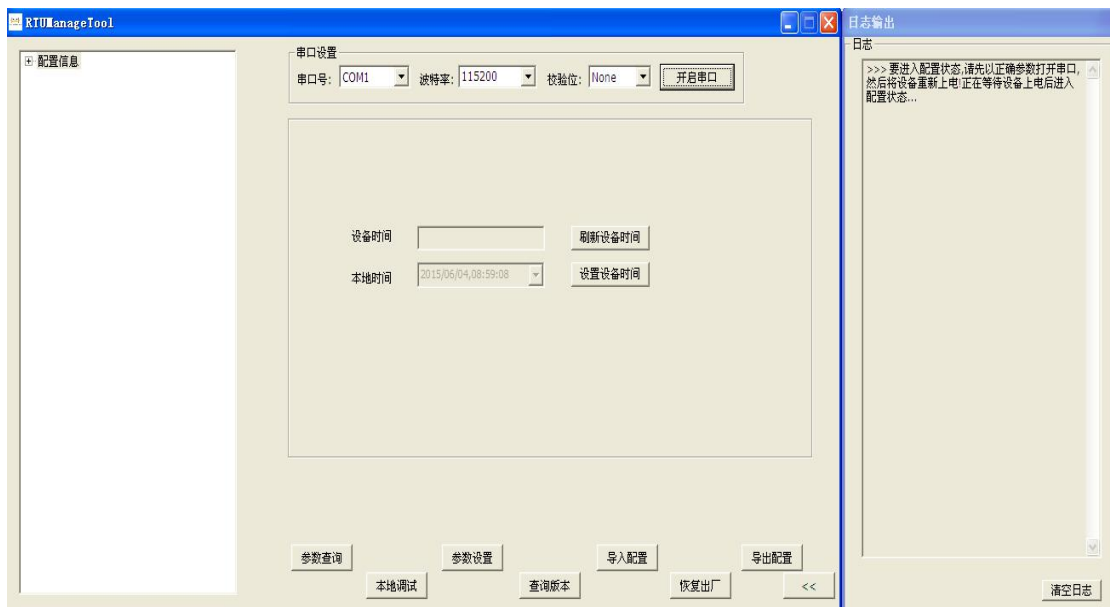 RTUManageTool
日志输出
配置信息
串口设置
串口号: COM1 波特率: 115200 校验位: None 开启串口
设备时间 刷新设备时间
本地时间 2015/06/04,08:59:08 设置设备时间
参数查询 参数设置 导入配置 导出配置
本地调试 查询版本 恢复出厂 <<
日志
>>> 要进入配置状态,请先以正确参数打开串口,
然后将设备重新上电!正在等待设备上电后进入
配置状态...
清空日志